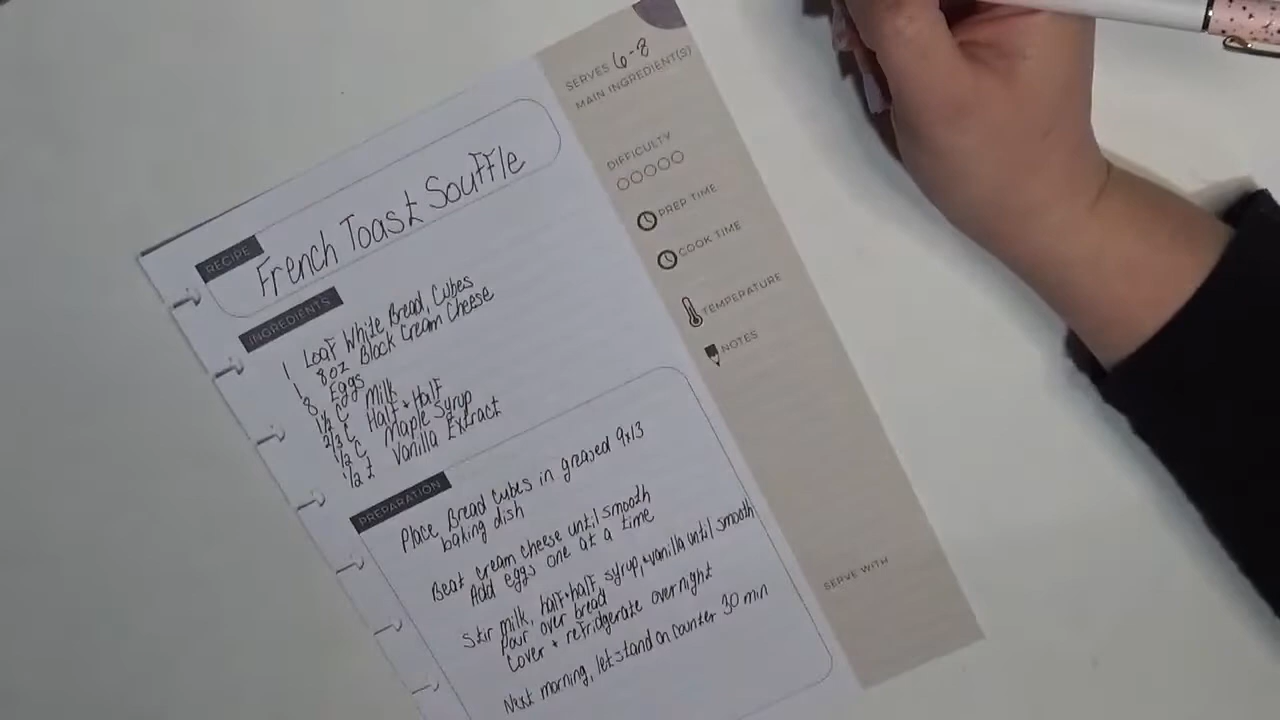 RECIPE
French Toast Souffle
INGREDIENTS
1 Loaf White Bread, Cubes
1 8oz Block Cream Cheese
8 Eggs
1½ C Milk
2/3 C Half + Half
1/2 C Maple Syrup
1/2 t Vanilla Extract
PREPARATION
Place Bread Cubes in greased 9x13
baking dish
Beat cream cheese until smooth
Add eggs one at a time
Stir milk, half+half, syrup, + vanilla until smooth
Pour over bread
Cover + refridgerate overnight
Next morning, let stand on counter 30 min
SERVES 6-8
MAIN INGREDIENT(S)
DIFFICULTY
PREP TIME
COOK TIME
TEMPERATURE
NOTES
SERVE WITH